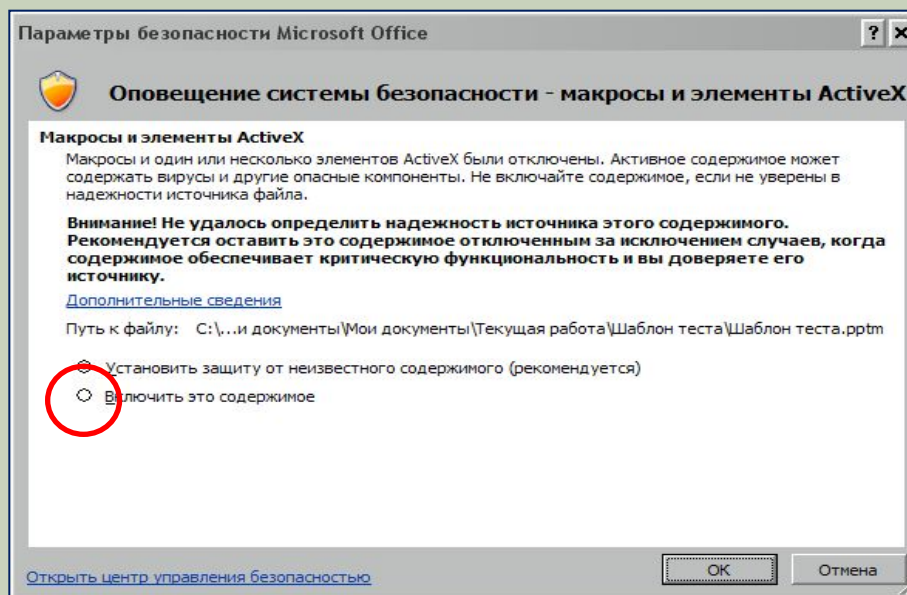 Параметры безопасности Microsoft Office
Оповещение системы безопасности - макросы и элементы ActiveX
Макросы и элементы ActiveX
Макросы и один или несколько элементов ActiveX были отключены. Активное содержимое может
содержать вирусы и другие опасные компоненты. Не включайте содержимое, если не уверены в
надежности источника файла.
Внимание! Не удалось определить надежность источника этого содержимого.
Рекомендуется оставить это содержимое отключенным за исключением случаев, когда
содержимое обеспечивает критическую функциональность и вы доверяете его
источнику.
Дополнительные сведения
Путь к файлу: C:\...и документы\Мои документы\Текущая работа\Шаблон теста\Шаблон теста.pptm
Установить защиту от неизвестного содержимого (рекомендуется)
Включить это содержимое
Открыть центр управления безопасностью
ОК
Отмена